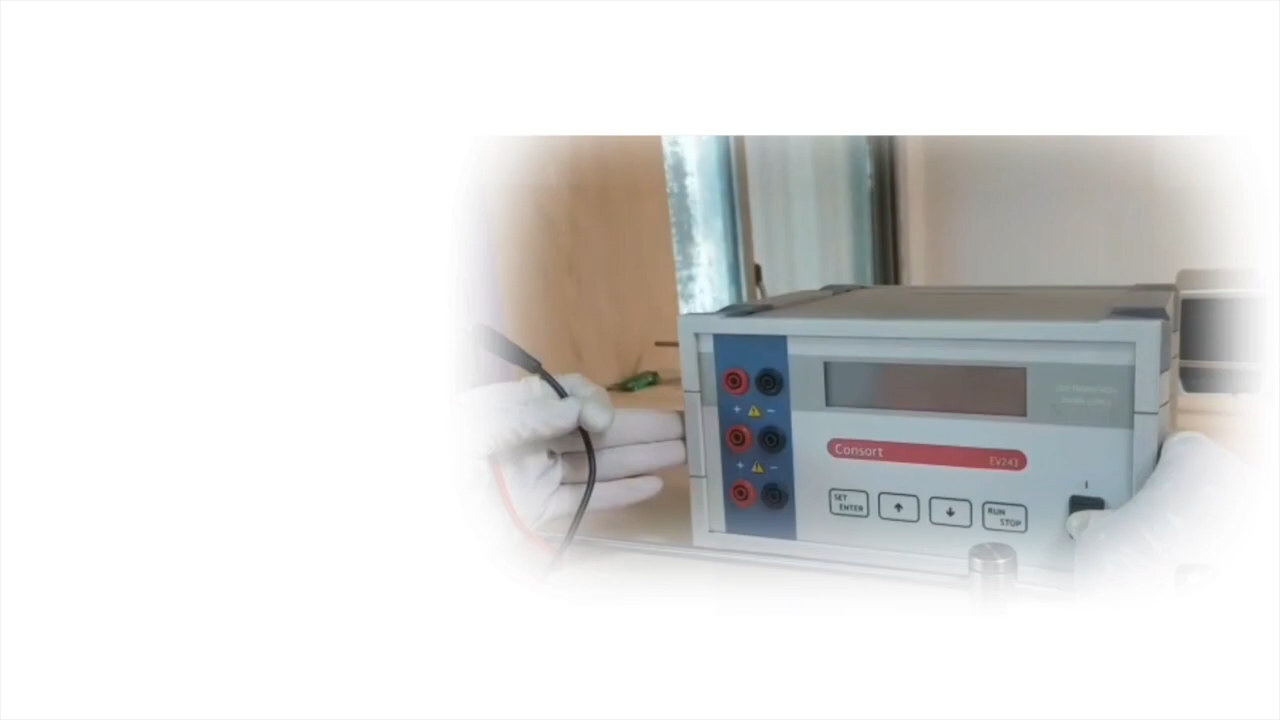 + −
+ −
Consort
EV243
SET
ENTER
RUN
STOP
I